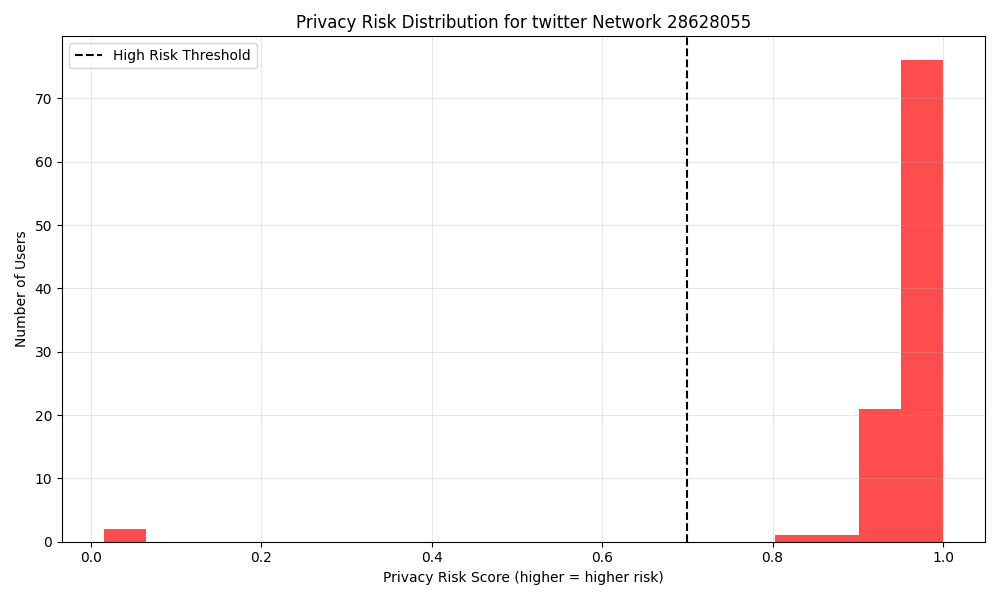 Privacy Risk Distribution for twitter Network 28628055
High Risk Threshold
Number of Users
70
60
50
40
30
20
10
0
0.0 0.2 0.4 0.6 0.8 1.0
Privacy Risk Score (higher = higher risk)